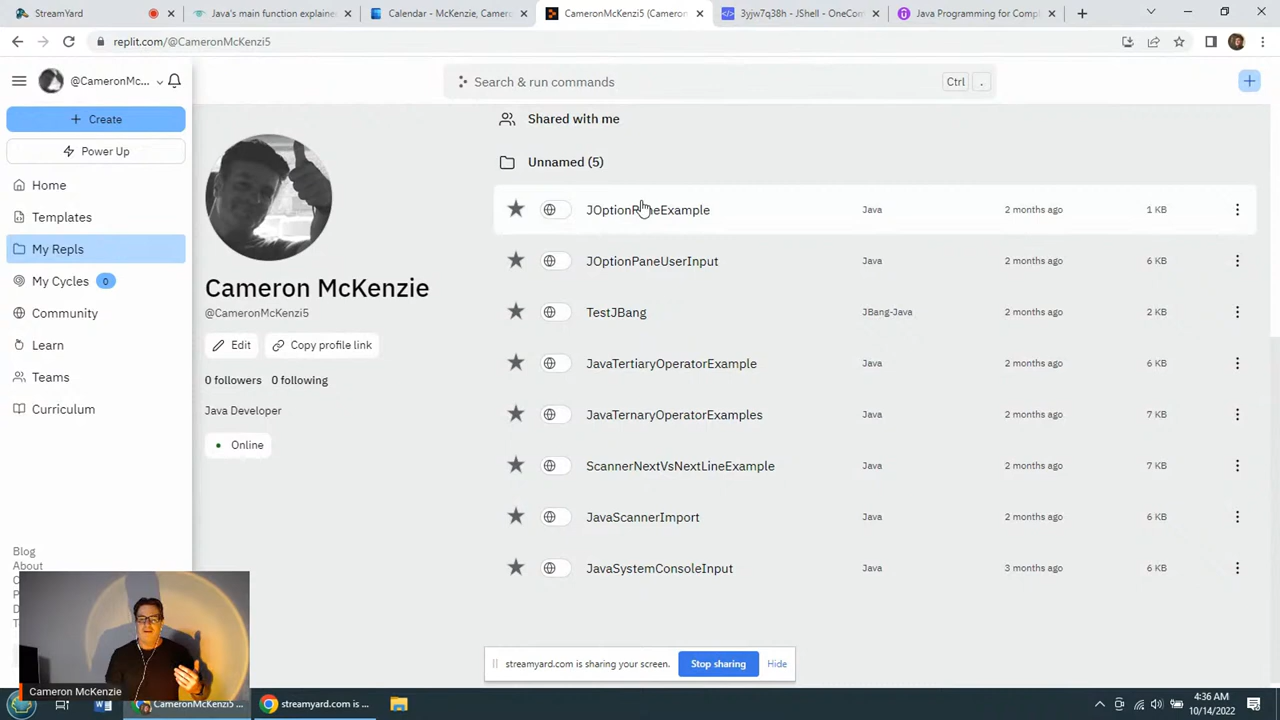 StreamYard
Java's main function explaine
Calendar - McKenzie, Cameron
CameronMcKenzi5 (Cameron
3yjw7q38h - JShell - OneCom
Java Programming for Compl
replit.com/@CameronMcKenzi5
@CameronMc...
Search & run commands
Ctrl
.
Create
Power Up
Home
Templates
My Repls
My Cycles 0
Community
Learn
Teams
Curriculum
Blog
About
Cameron McKenzie
@CameronMcKenzi5
Edit
Copy profile link
0 followers 0 following
Java Developer
Online
Shared with me
Unnamed (5)
JOptionPaneExample Java 2 months ago 1 KB
JOptionPaneUserInput Java 2 months ago 6 KB
TestJBang JBang-Java 2 months ago 2 KB
JavaTertiaryOperatorExample Java 2 months ago 6 KB
JavaTernaryOperatorExamples Java 2 months ago 7 KB
ScannerNextVsNextLineExample Java 2 months ago 7 KB
JavaScannerImport Java 2 months ago 6 KB
JavaSystemConsoleInput Java 3 months ago 6 KB
streamyard.com is sharing your screen.
Stop sharing
Hide
Cameron McKenzie
CameronMcKenzi5 ...
streamyard.com is ...
4:36 AM
10/14/2022